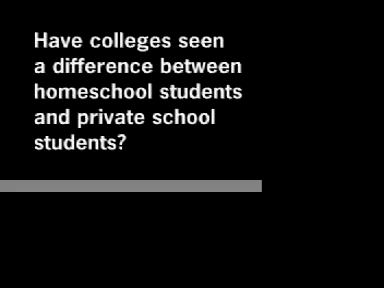 Have colleges seen
a difference between
homeschool students
and private school
students?